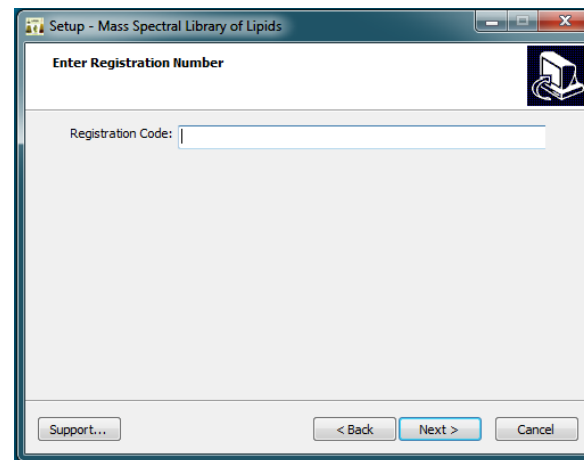 Setup - Mass Spectral Library of Lipids
Enter Registration Number
Registration Code:
Support...
< Back
Next >
Cancel